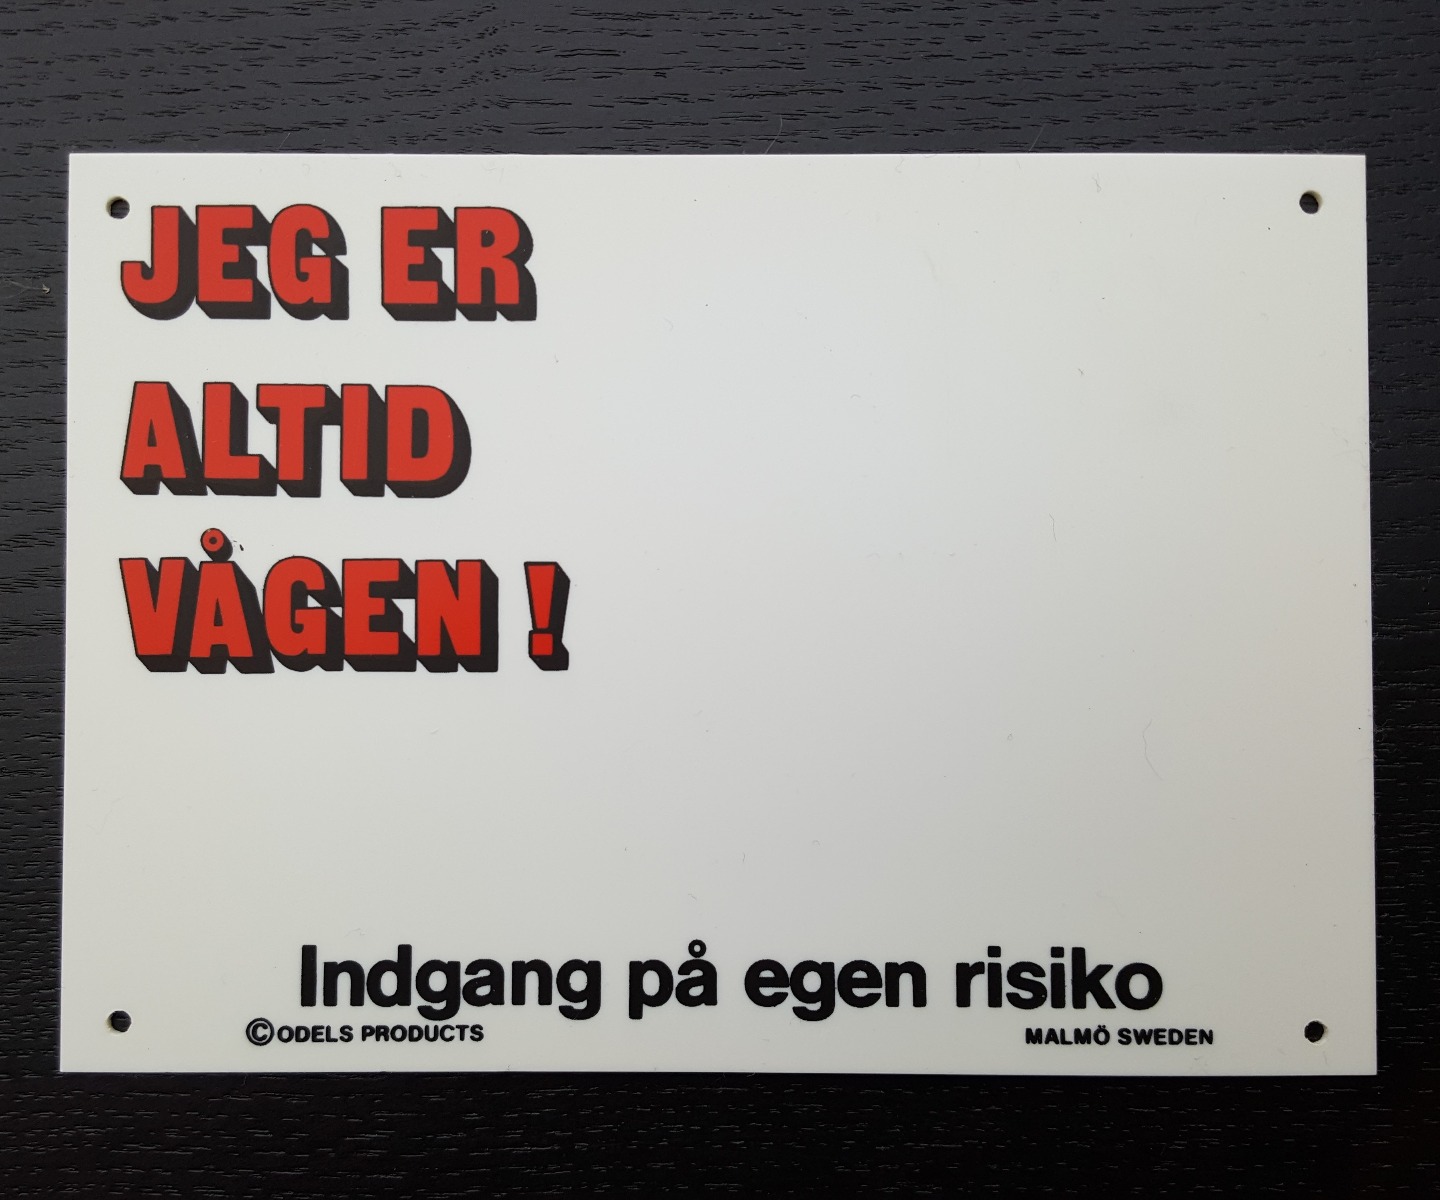 JEG ER
ALTID
VÅGEN !
Indgang på egen risiko
©ODELS PRODUCTS
MALMÖ SWEDEN